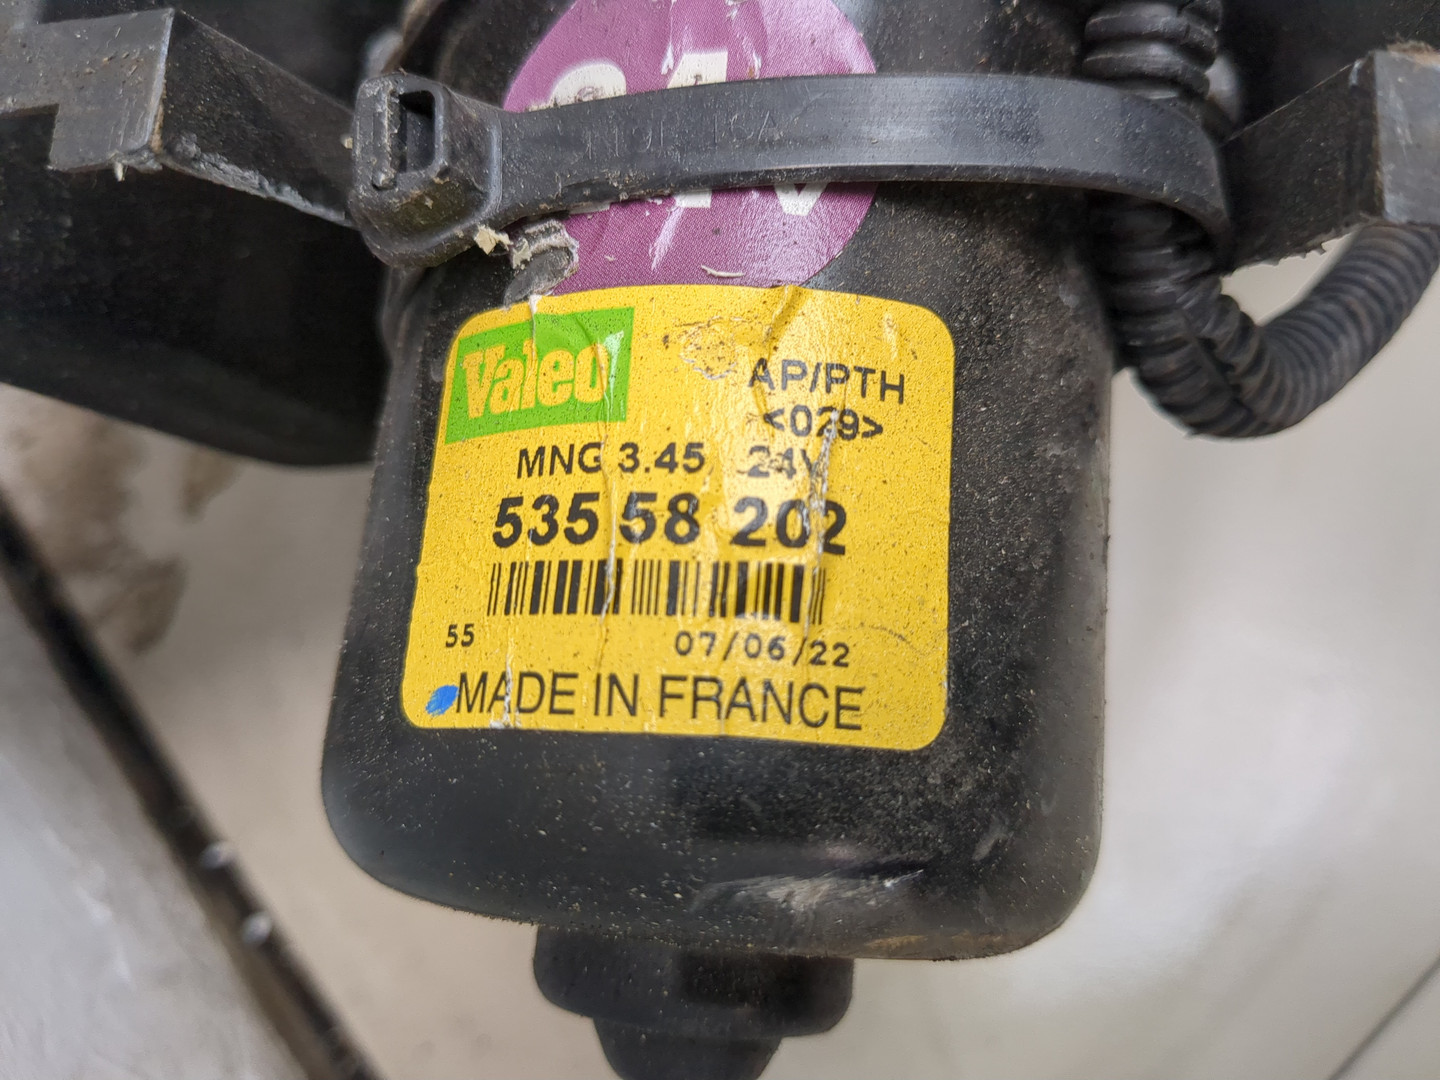 Valeo
AP/PTH
<029>
MNG 3.45 24V
535 58 202
55
07/06/22
MADE IN FRANCE